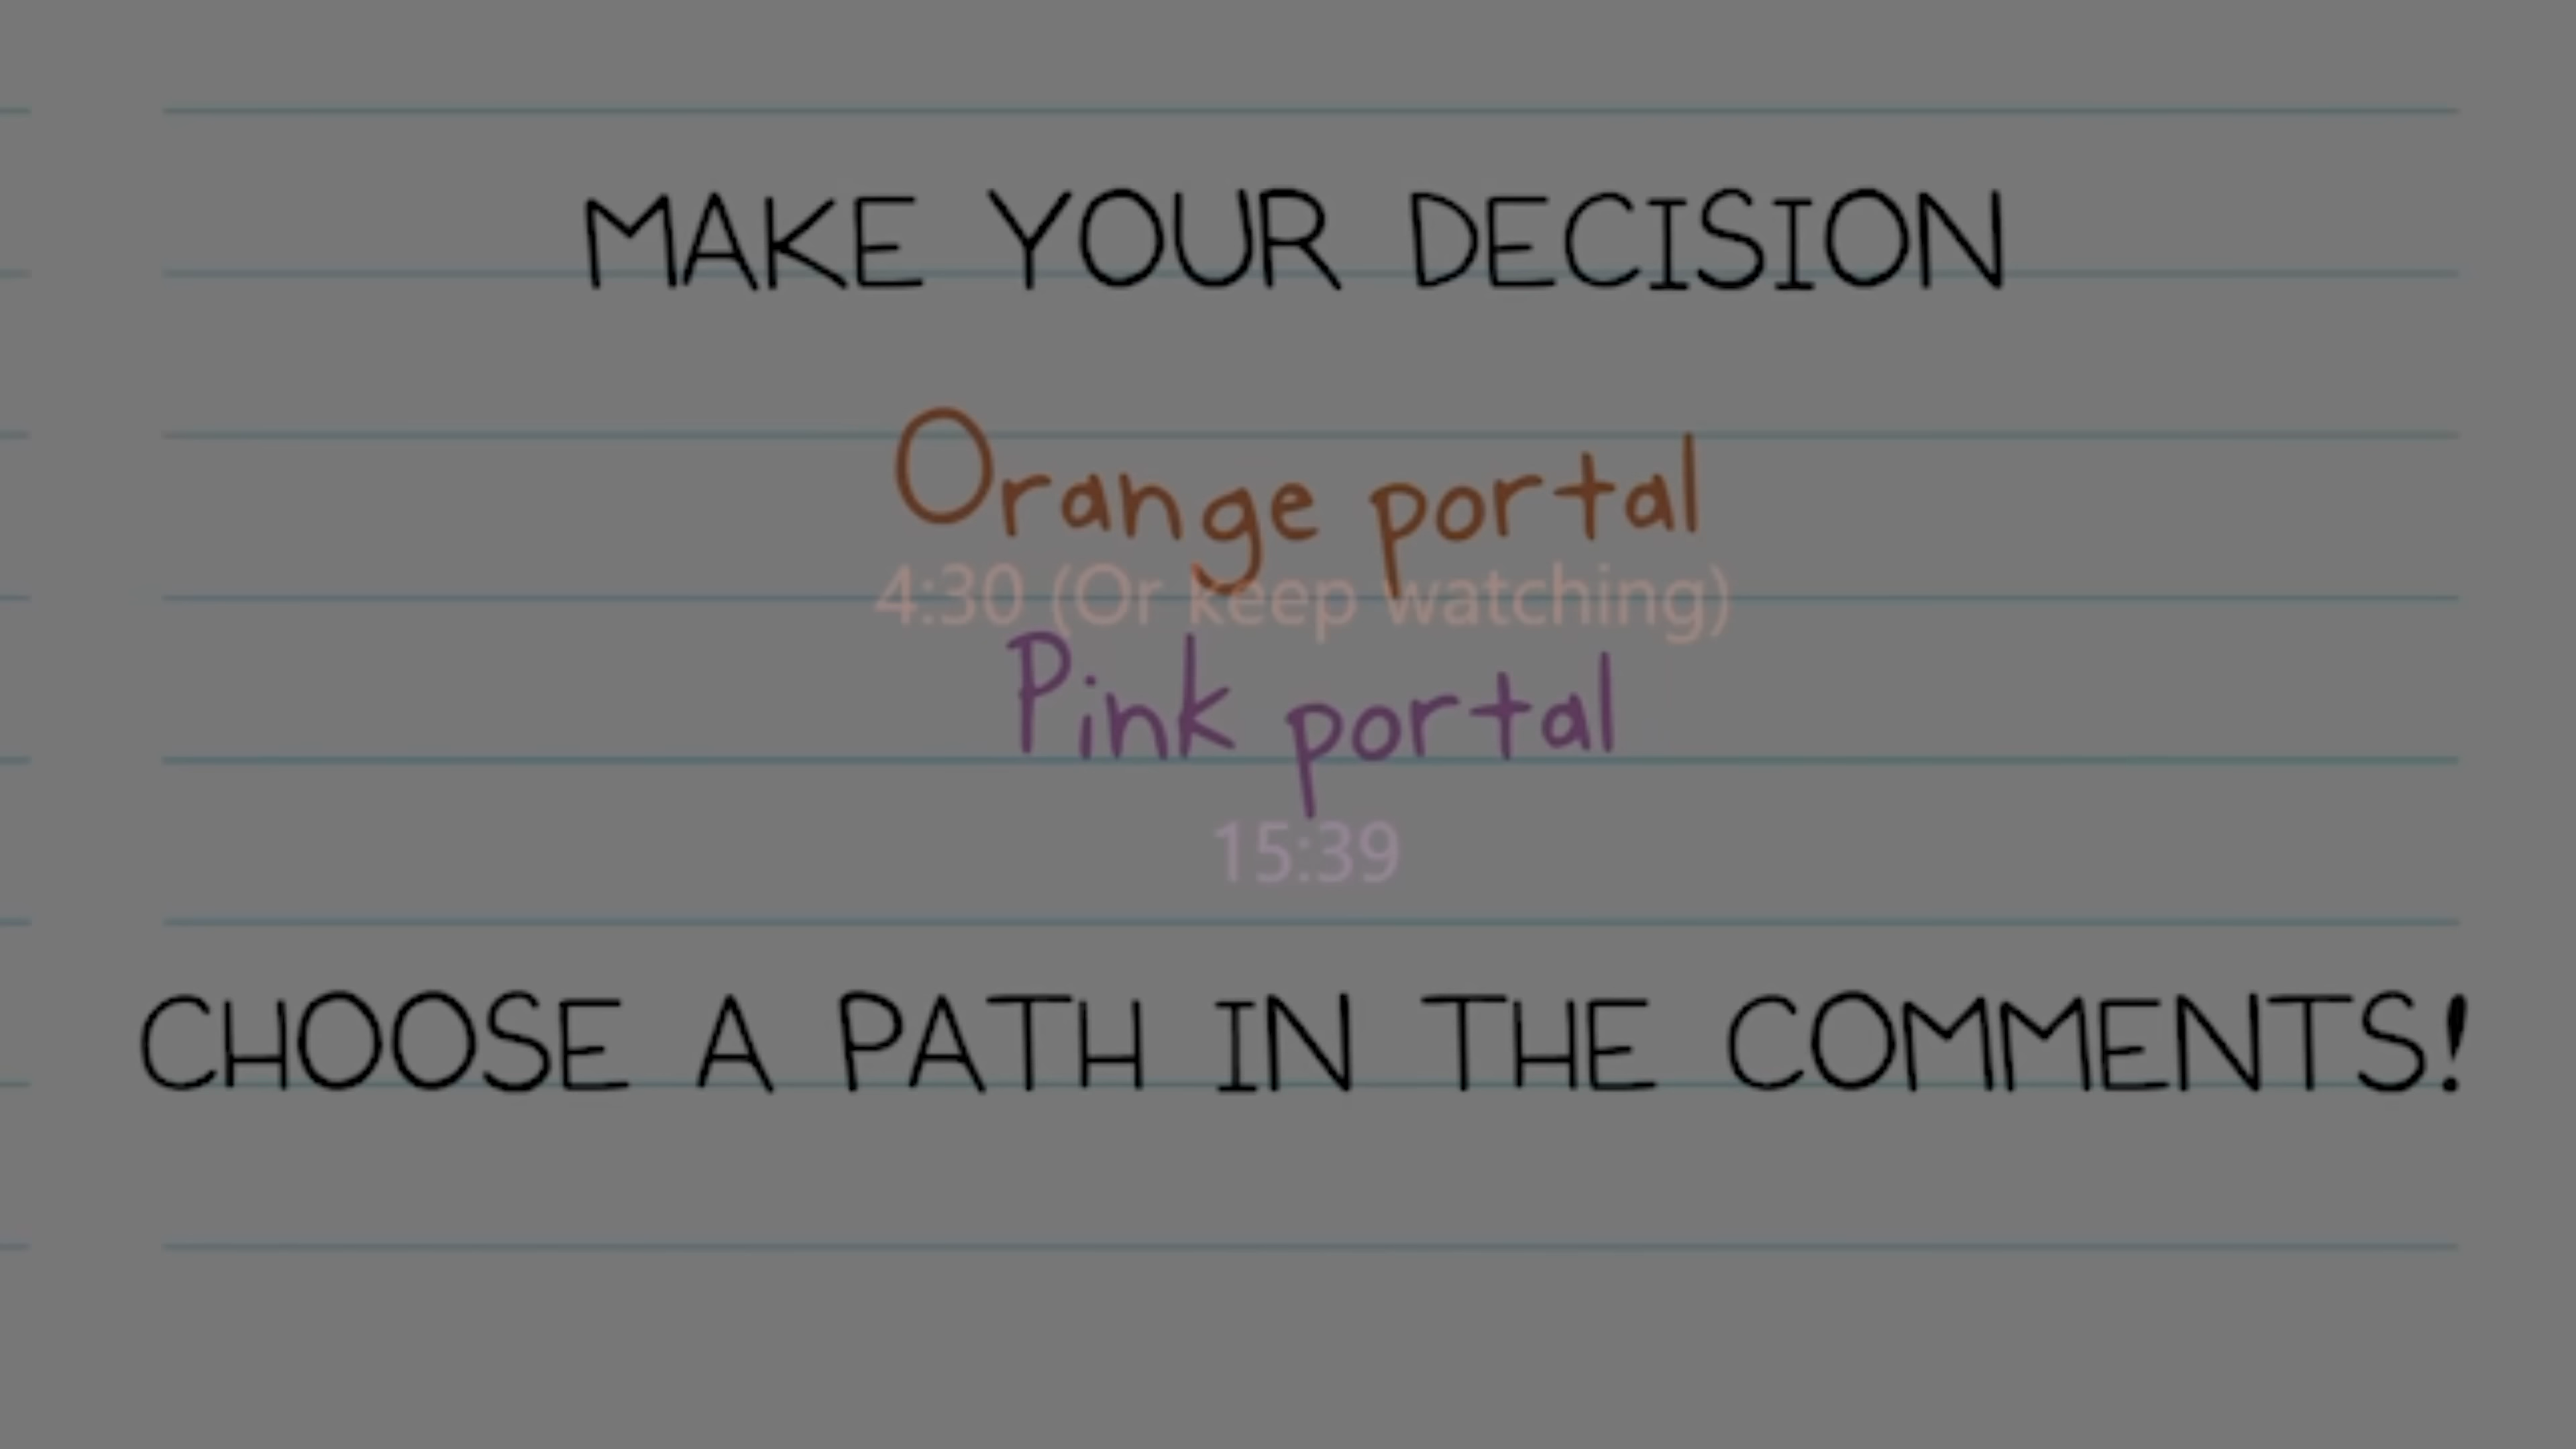 MAKE YOUR DECISION
Orange portal
4:30 (Or keep watching)
Pink portal
15:39
CHOOSE A PATH IN THE COMMENTS!